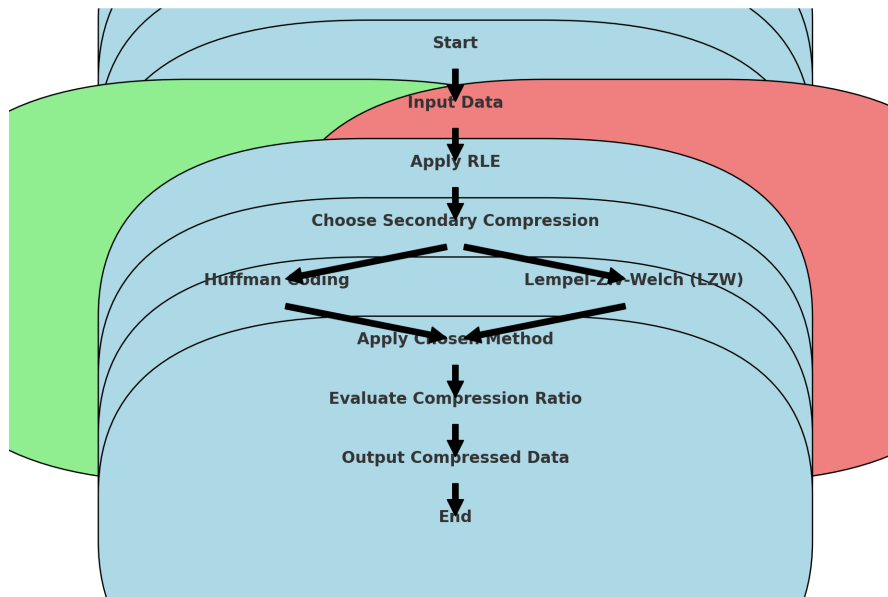 Start
Input Data
Apply RLE
Choose Secondary Compression
Huffman Coding
Lempel-Ziv-Welch (LZW)
Apply Chosen Method
Evaluate Compression Ratio
Output Compressed Data
End